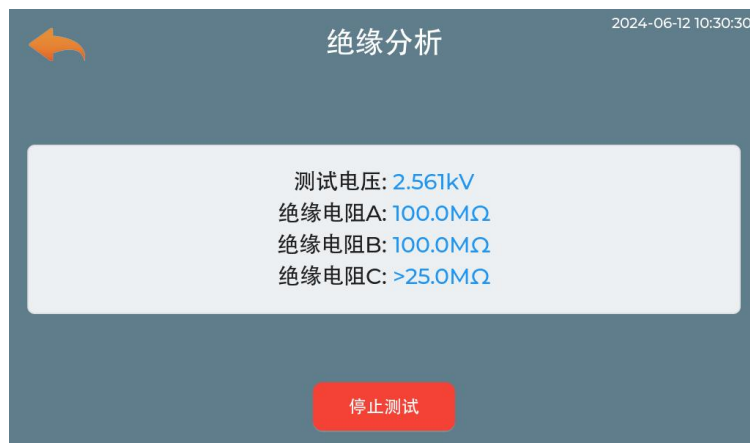 绝缘分析
2024-06-12 10:30:30
测试电压: 2.561kV
绝缘电阻A: 100.0MΩ
绝缘电阻B: 100.0MΩ
绝缘电阻C: >25.0MΩ
停止测试